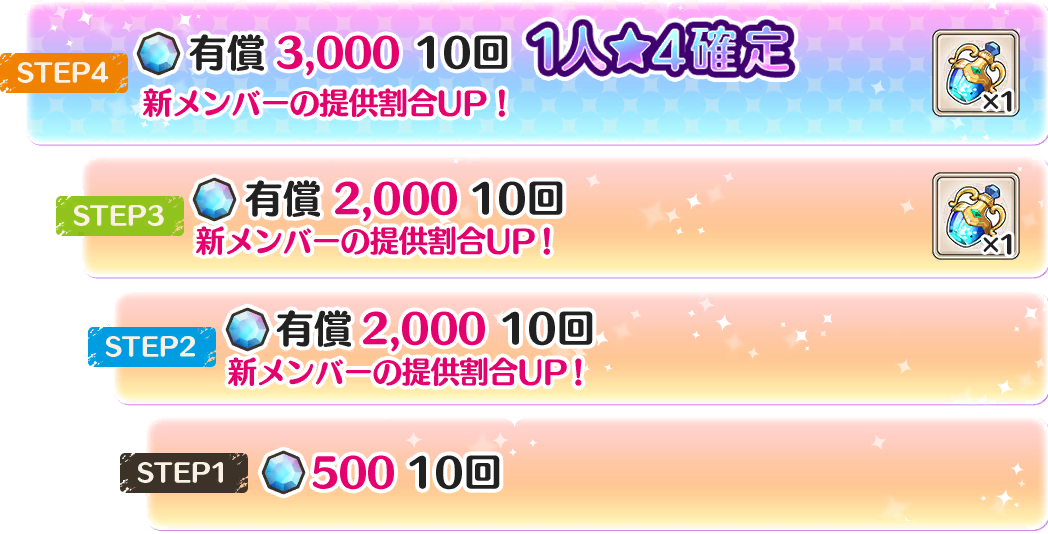 STEP4
有償 3,000 10回 1人★4確定
新メンバーの提供割合UP！
×1
STEP3
有償 2,000 10回
新メンバーの提供割合UP！
×1
STEP2
有償 2,000 10回
新メンバーの提供割合UP！
STEP1
500 10回